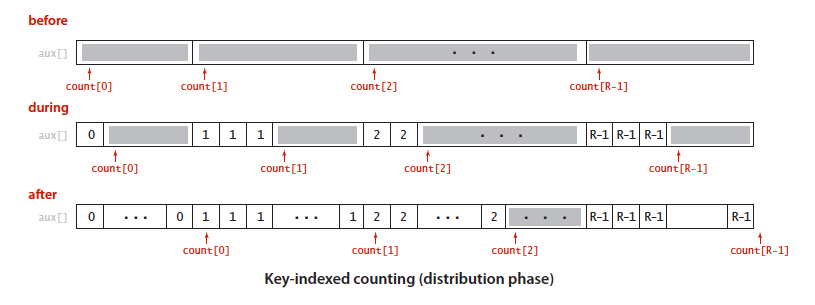 before
aux[] . . .
count[0] count[1] count[2] count[R-1]
during
aux[] 0 1 1 1 2 2 . . . R-1 R-1 R-1
count[0] count[1] count[2] count[R-1]
after
aux[] 0 ... 0 1 1 1 ... 1 2 2 ... 2 . . . R-1 R-1 R-1 R-1
count[0] count[1] count[2] count[R-1]
Key-indexed counting (distribution phase)